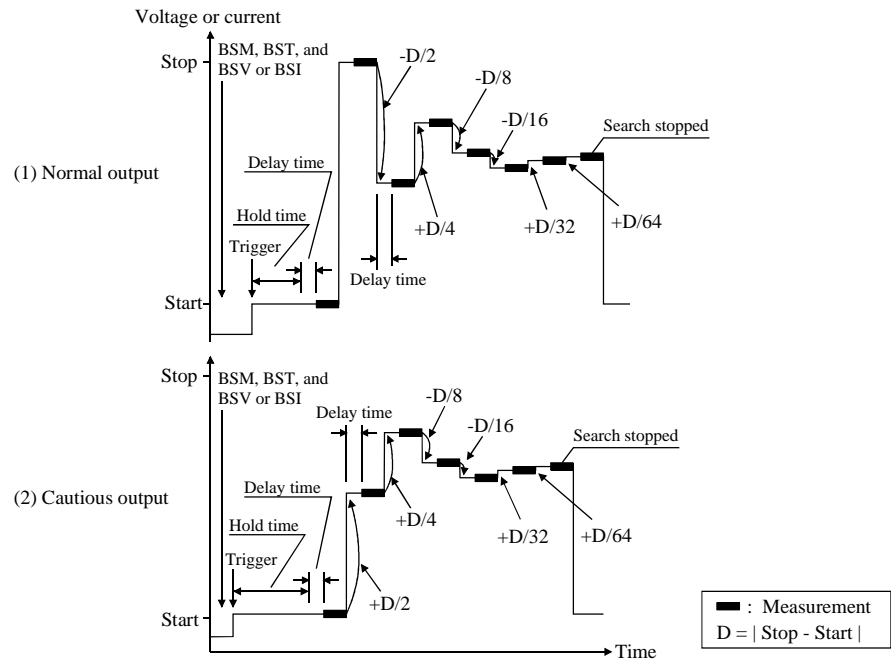 Voltage or current
BSM, BST, and
BSV or BSI
Stop
-D/2
-D/8
-D/16
Search stopped
(1) Normal output
Delay time
Hold time
Trigger
+D/4
+D/32
+D/64
Delay time
Start
Stop
BSM, BST, and
BSV or BSI
Delay time
-D/8
-D/16
Search stopped
(2) Cautious output
Delay time
Hold time
Trigger
+D/4
+D/32
+D/64
+D/2
Start
: Measurement
D = | Stop - Start |
Time